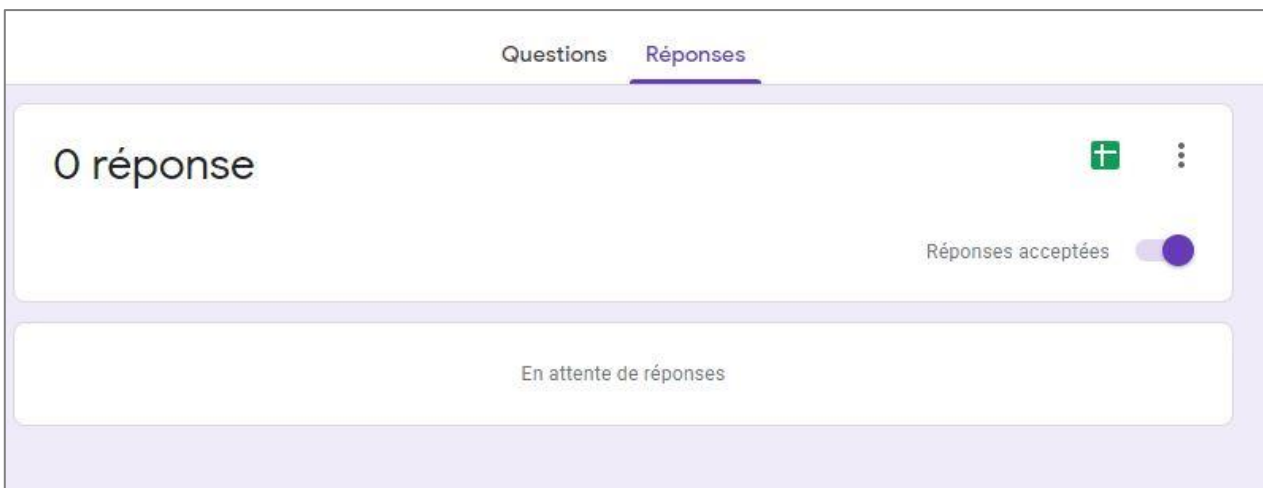 Questions Réponses
0 réponse
Réponses acceptées
En attente de réponses